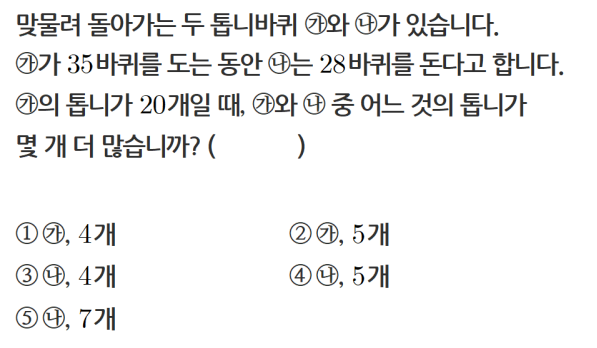 맞물려 돌아가는 두 톱니바퀴 ㉮와 ㉯가 있습니다.
㉮가 35바퀴를 도는 동안 ㉯는 28바퀴를 돈다고 합니다.
㉮의 톱니가 20개일 때, ㉮와 ㉯ 중 어느 것의 톱니가
몇 개 더 많습니까? (     )
① ㉮, 4개 ② ㉮, 5개
③ ㉯, 4개 ④ ㉯, 5개
⑤ ㉯, 7개